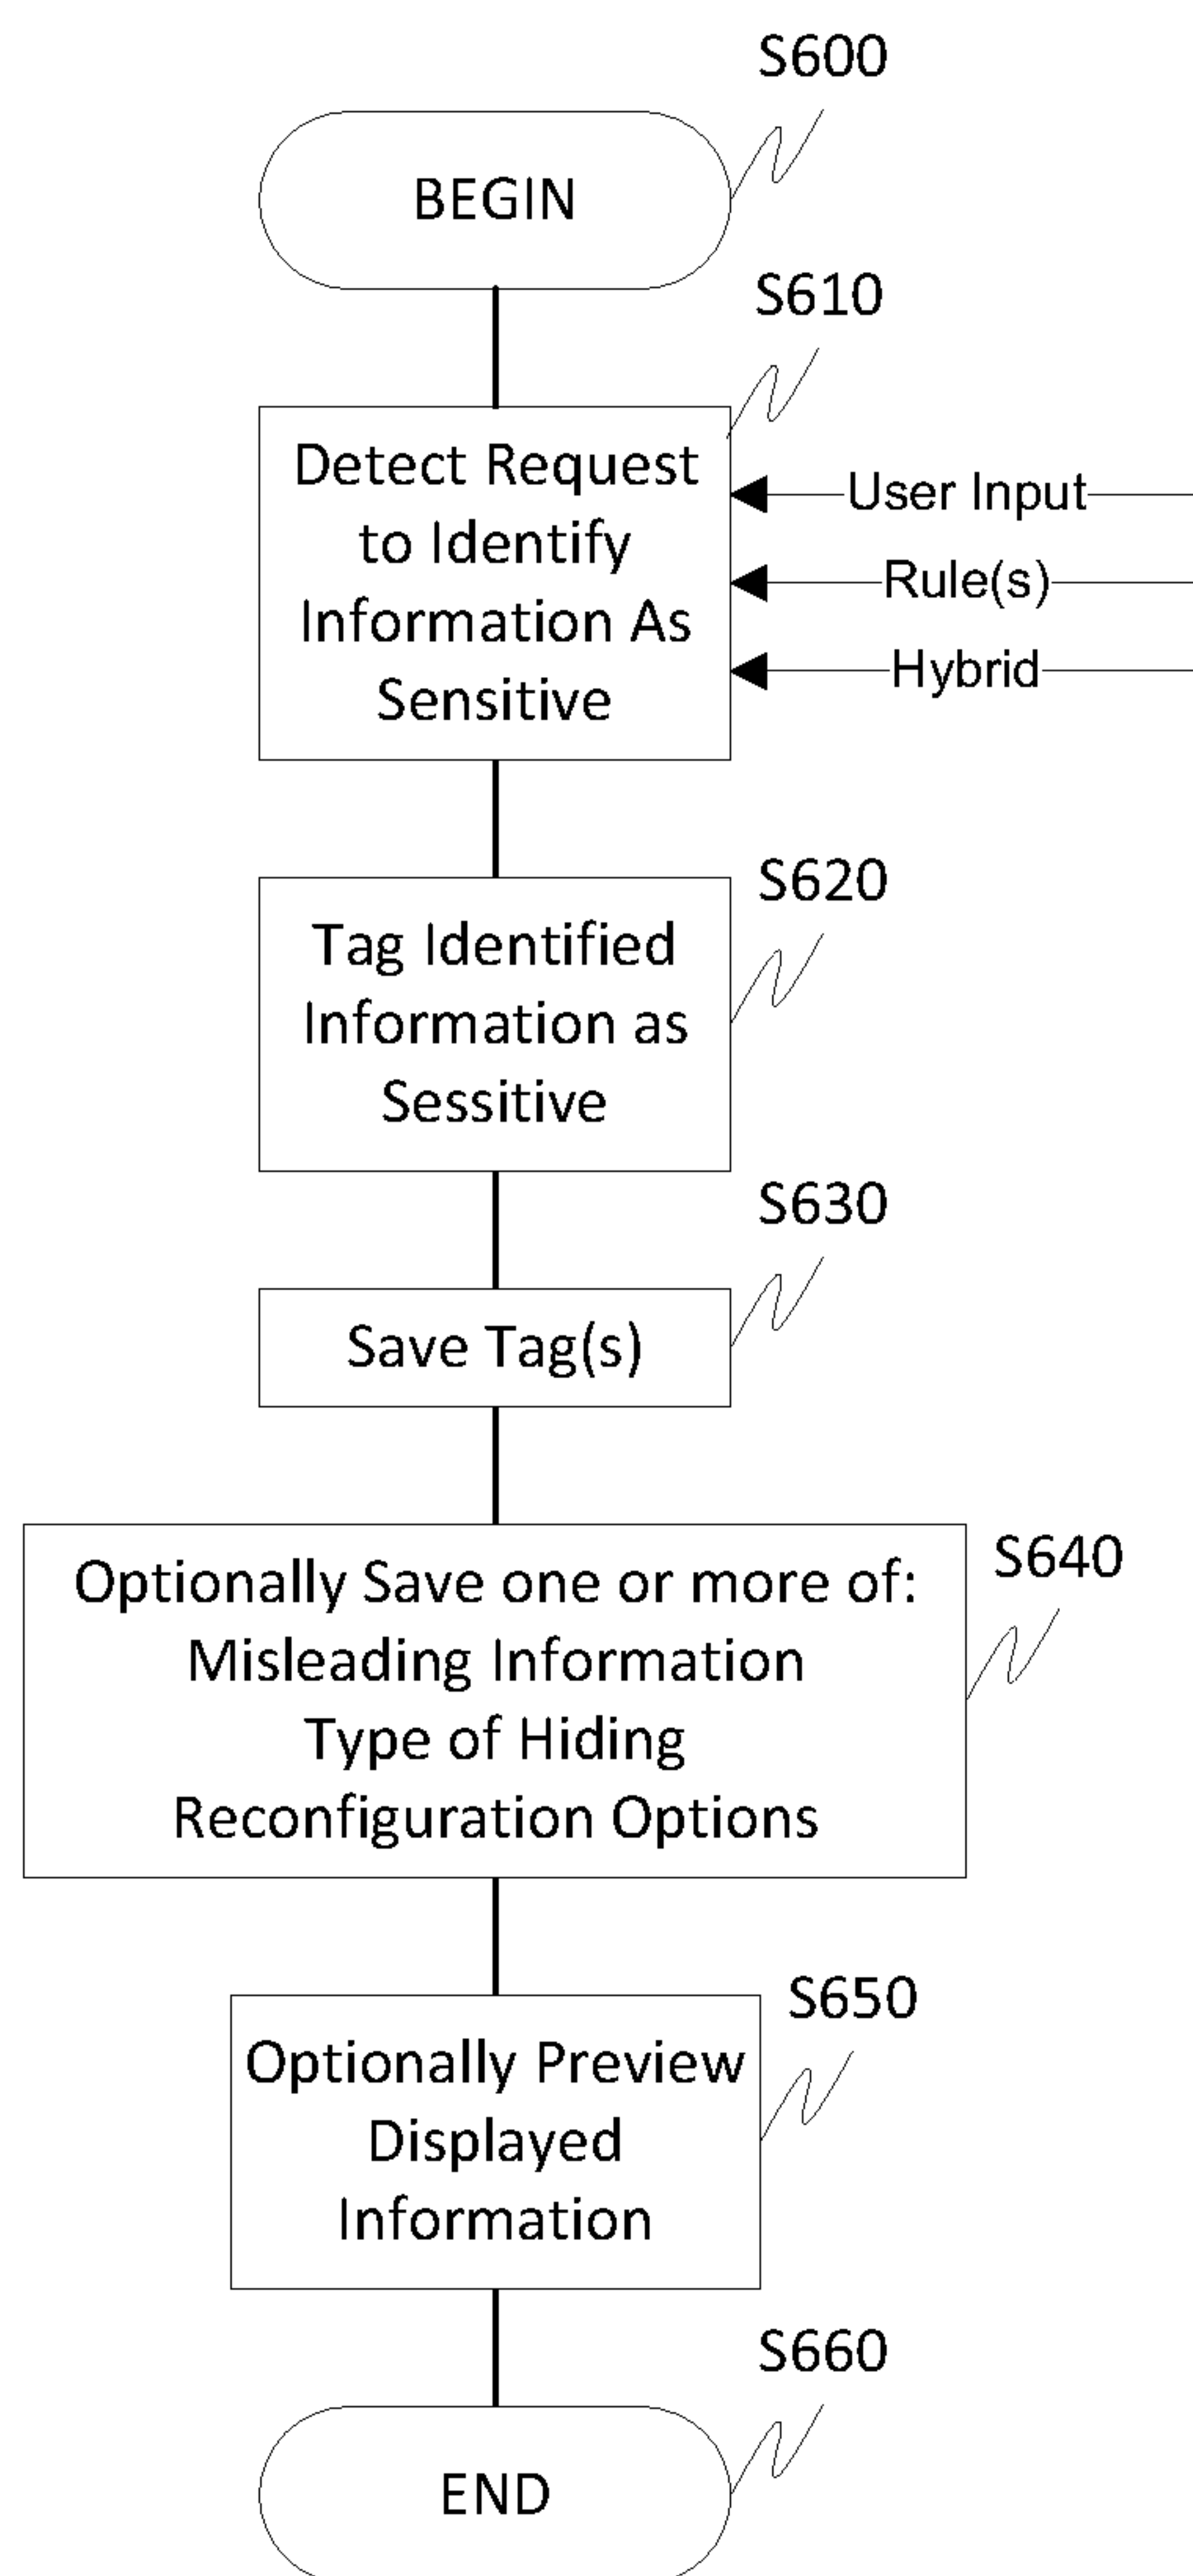 S600
BEGIN
S610
Detect Request
to Identify
Information As
Sensitive
User Input
Rule(s)
Hybrid
S620
Tag Identified
Information as
Sessitive
S630
Save Tag(s)
S640
Optionally Save one or more of:
Misleading Information
Type of Hiding
Reconfiguration Options
S650
Optionally Preview
Displayed
Information
S660
END